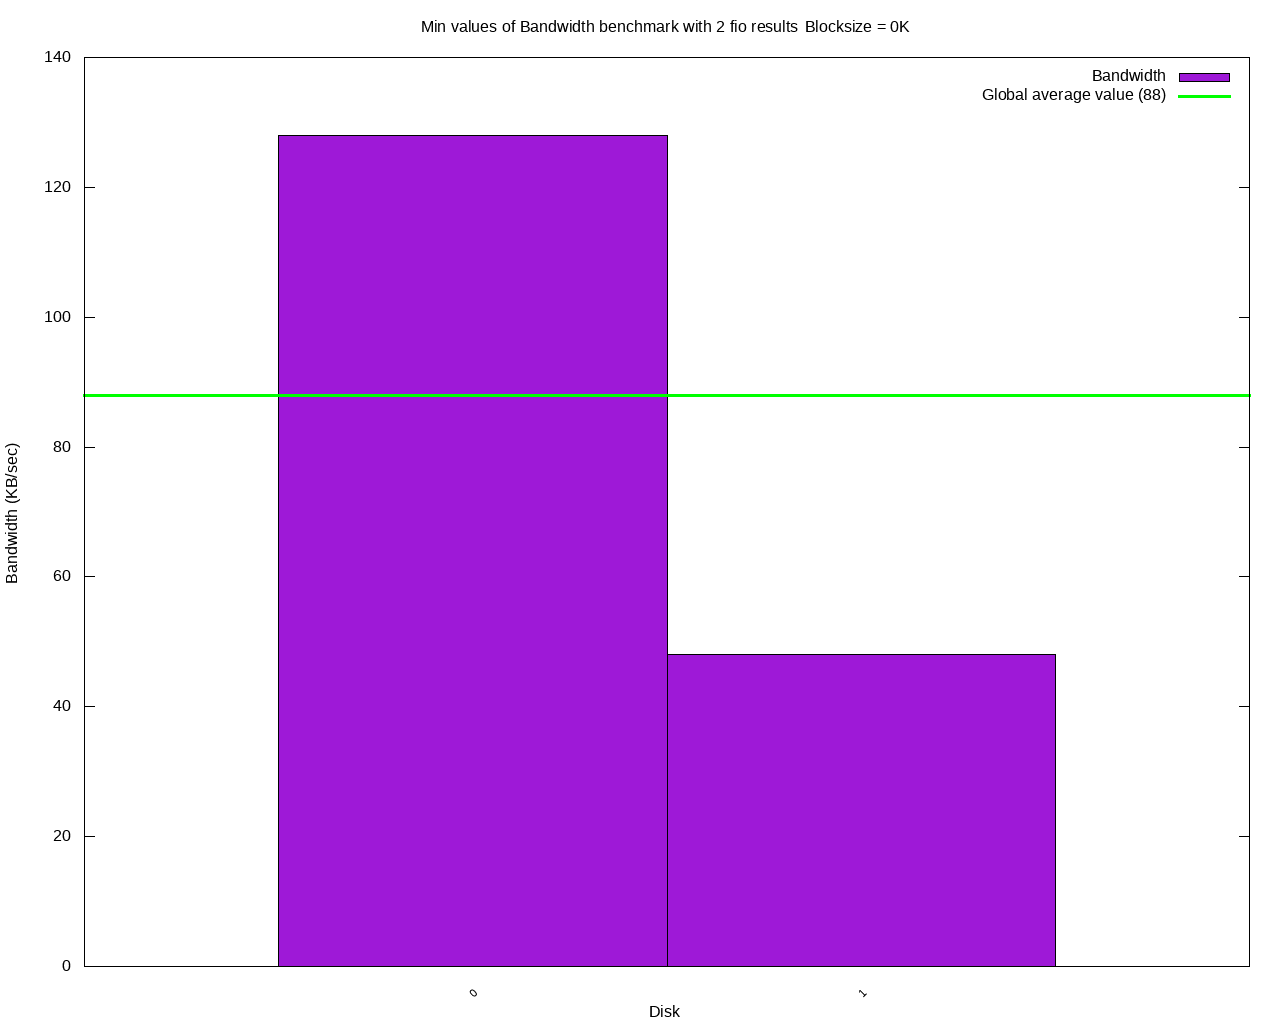 Min values of Bandwidth benchmark with 2 fio results Blocksize = 0K
140
120
100
80
60
40
20
0
Bandwidth (KB/sec)
Bandwidth
Global average value (88)
0
1
Disk